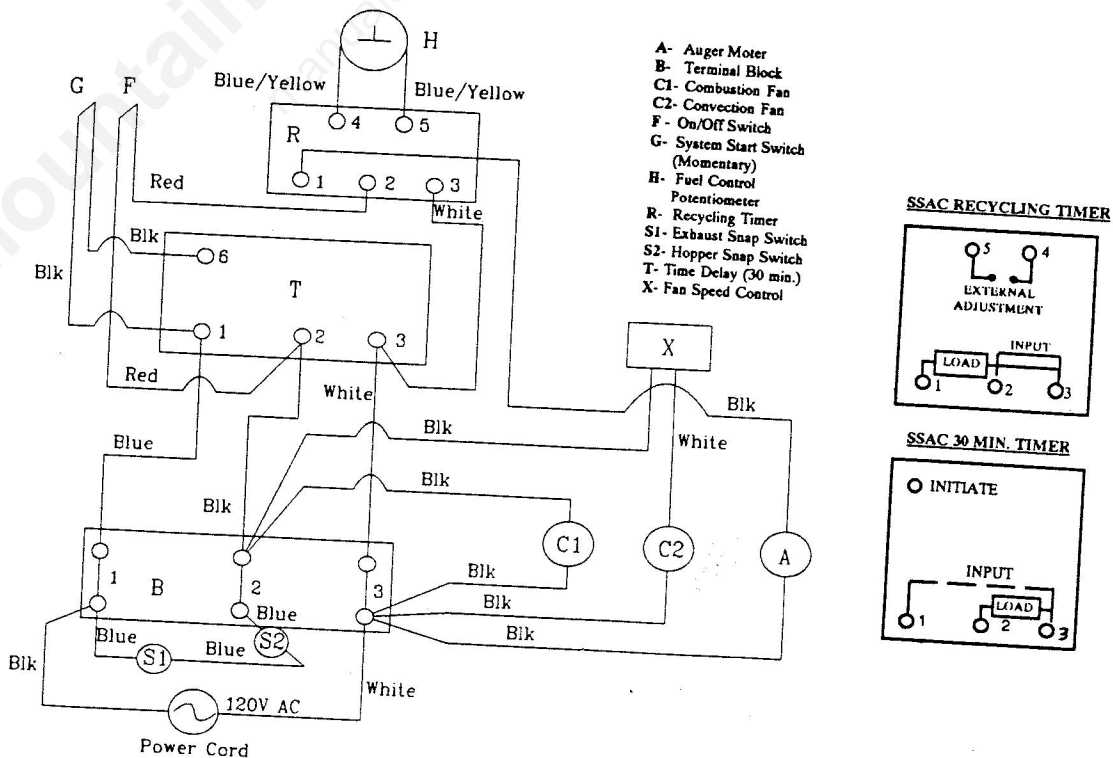 H
G F
Blue/Yellow
Blue/Yellow
4 5
R
1 2 3
Red
White
Blk
6
Blk
T
1 2 3
Red
White
Blue
Blk
Blk
Blk
X
White
Blk
C1
C2
A
1 B 2 3
Blue
Blk
Blk
Blk
Blue
S1
Blue
S2
Blk
White
120V AC
Power Cord
A- Auger Moter
B- Terminal Block
C1- Combustion Fan
C2- Convection Fan
F - On/Off Switch
G- System Start Switch
(Momentary)
H- Fuel Control
Potentiometer
R- Recycling Timer
S1- Exhaust Snap Switch
S2- Hopper Snap Switch
T- Time Delay (30 min.)
X- Fan Speed Control
SSAC RECYCLING TIMER
5 4
EXTERNAL
ADJUSTMENT
INPUT
LOAD
1 2 3
SSAC 30 MIN. TIMER
INITIATE
INPUT
LOAD
1 2 3